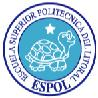 ESCUELA SUPERIOR POLITECNICA DEL LITORAL
ESPOL